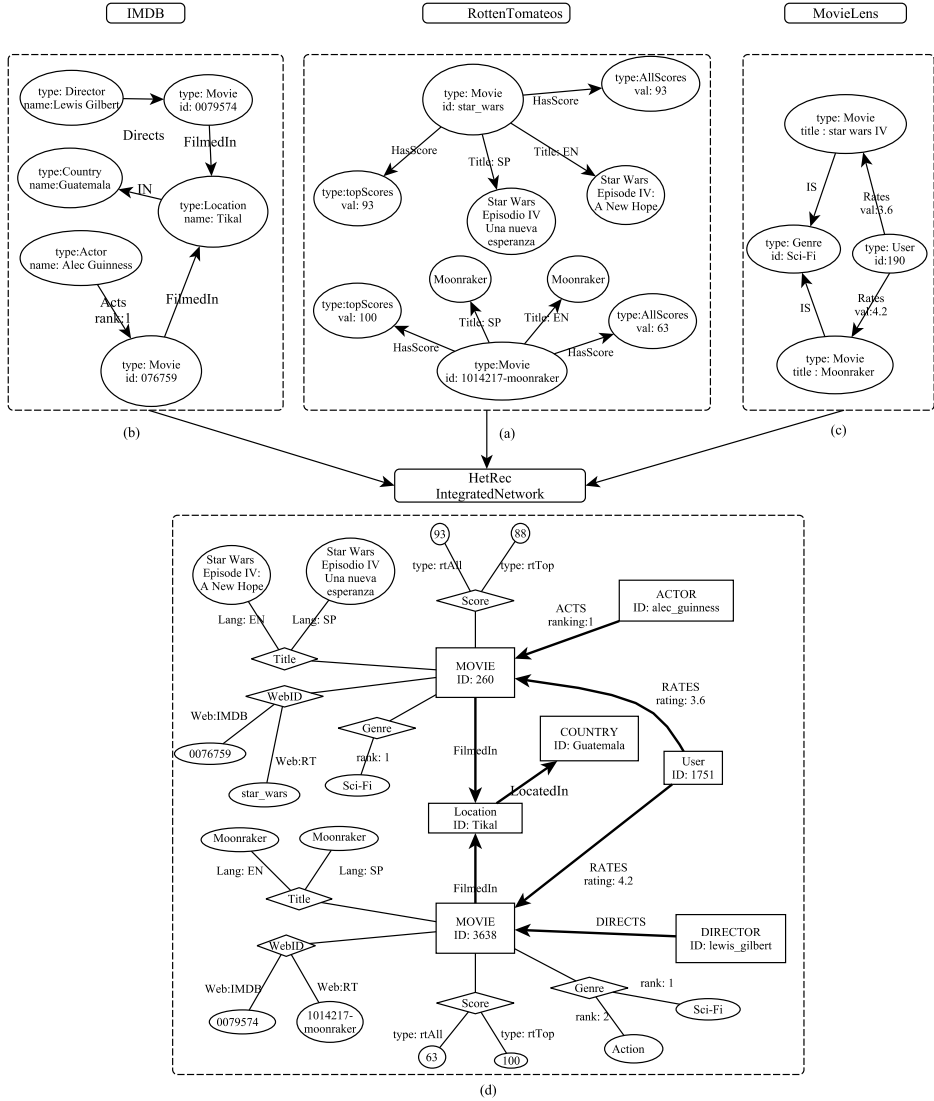 IMDB
RottenTomateos
MovieLens
type: Director
name:Lewis Gilbert
type: Movie
id: 0079574
Directs
FilmedIn
type:Country
name:Guatemala
IN
type:Location
name: Tikal
type:Actor
name: Alec Guinness
Acts
rank:1
FilmedIn
type: Movie
id: 076759
(b)
type: Movie
id: star_wars
HasScore
type:AllScores
val: 93
HasScore
Title: SP
Title: EN
type:topScores
val: 93
Star Wars
Episodio IV
Una nueva
esperanza
Star Wars
Episode IV:
A New Hope
Moonraker
Moonraker
type:topScores
val: 100
Title: SP
Title: EN
type:AllScores
val: 63
HasScore
HasScore
type:Movie
id: 1014217-moonraker
(a)
type: Movie
title : star wars IV
IS
Rates
val:3.6
type: Genre
id: Sci-Fi
type: User
id:190
IS
Rates
val:4.2
type: Movie
title : Moonraker
(c)
HetRec
IntegratedNetwork
Star Wars
Episode IV:
A New Hope
Star Wars
Episodio IV
Una nueva
esperanza
93
88
type: rtAll
type: rtTop
Score
Lang: EN
Lang: SP
Title
ACTS
ranking:1
ACTOR
ID: alec_guinness
MOVIE
ID: 260
WebID
Web:IMDB
0076759
Web:RT
star_wars
Genre
rank: 1
Sci-Fi
FilmedIn
COUNTRY
ID: Guatemala
RATES
rating: 3.6
User
ID: 1751
LocatedIn
Location
ID: Tikal
Moonraker
Moonraker
Lang: EN
Lang: SP
Title
FilmedIn
RATES
rating: 4.2
MOVIE
ID: 3638
DIRECTS
DIRECTOR
ID: lewis_gilbert
WebID
Web:IMDB
Web:RT
0079574
1014217-
moonraker
Score
type: rtAll
type: rtTop
63
100
Genre
rank: 1
rank: 2
Sci-Fi
Action
(d)